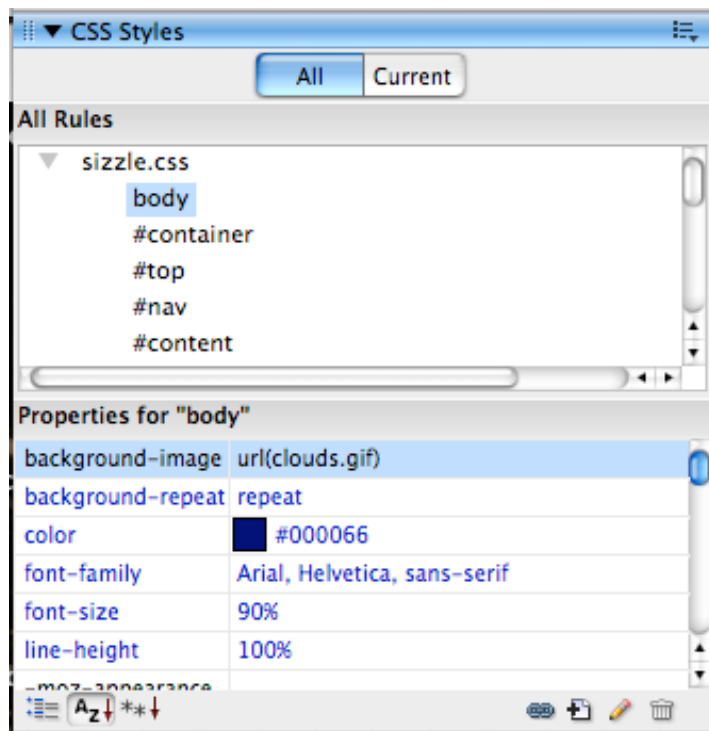 CSS Styles
All Current
All Rules
sizzle.css
body
#container
#top
#nav
#content
Properties for "body"
background-image url(clouds.gif)
background-repeat repeat
color #000066
font-family Arial, Helvetica, sans-serif
font-size 90%
line-height 100%
-moz-appearance